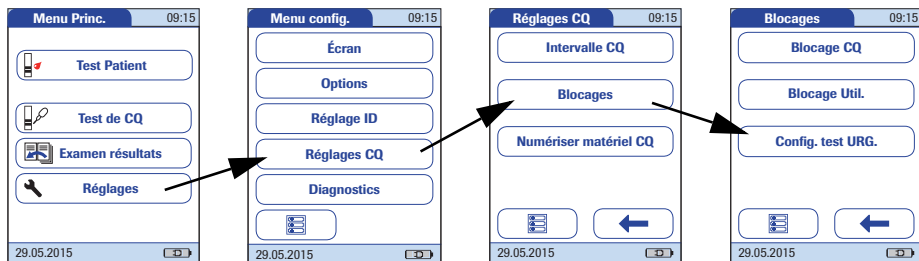 Menu Princ. 09:15
Test Patient
Test de CQ
Examen résultats
Réglages
29.05.2015
Menu config. 09:15
Écran
Options
Réglage ID
Réglages CQ
Diagnostics
29.05.2015
Réglages CQ 09:15
Intervalle CQ
Blocages
Numériser matériel CQ
29.05.2015
Blocages 09:15
Blocage CQ
Blocage Util.
Config. test URG.
29.05.2015